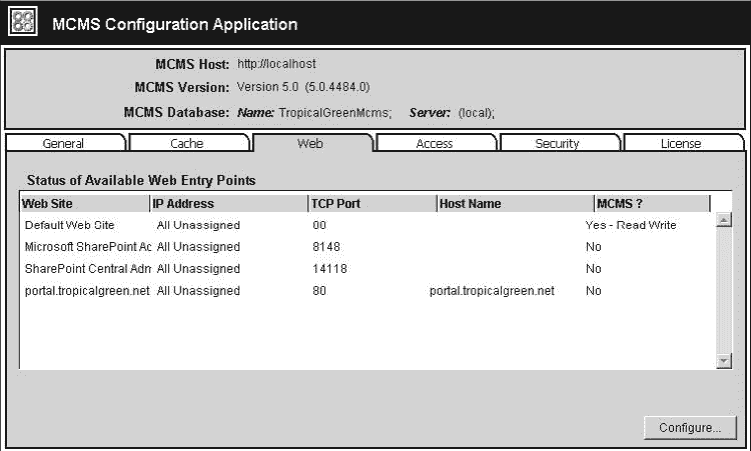 MCMS Configuration Application
MCMS Host: http://localhost
MCMS Version: Version 5.0 (5.0.4484.0)
MCMS Database: Name: TropicalGreenMcms; Server: (local);
General Cache Web Access Security License
Status of Available Web Entry Points
Web Site IP Address TCP Port Host Name MCMS ?
Default Web Site All Unassigned 00 Yes - Read Write
Microsoft SharePoint Ac All Unassigned 8148 No
SharePoint Central Adm All Unassigned 14118 No
portal.tropicalgreen.net All Unassigned 80 portal.tropicalgreen.net No
Configure...